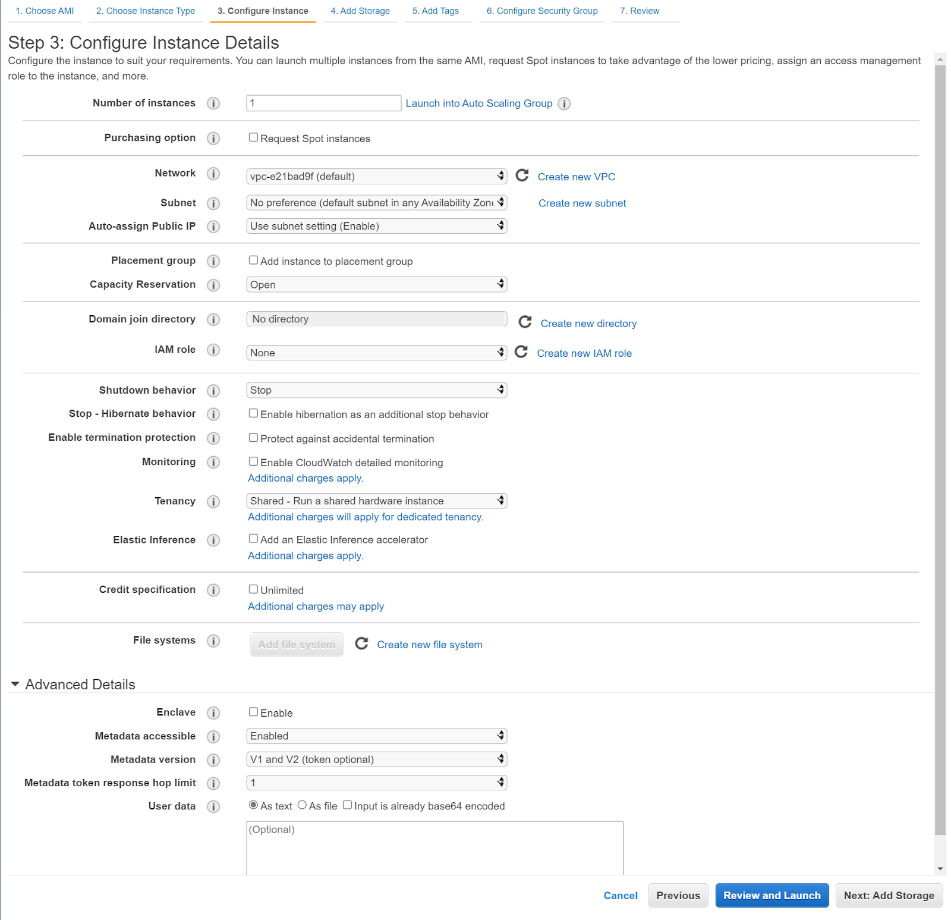 1. Choose AMI 2. Choose Instance Type 3. Configure Instance 4. Add Storage 5. Add Tags 6. Configure Security Group 7. Review
Step 3: Configure Instance Details
Configure the instance to suit your requirements. You can launch multiple instances from the same AMI, request Spot instances to take advantage of the lower pricing, assign an access management
role to the instance, and more.
Number of instances i 1 Launch into Auto Scaling Group i
Purchasing option i Request Spot instances
Network i vpc-e21bad9f (default) Create new VPC
Subnet i No preference (default subnet in any Availability Zone Create new subnet
Auto-assign Public IP i Use subnet setting (Enable)
Placement group i Add instance to placement group
Capacity Reservation i Open
Domain join directory i No directory Create new directory
IAM role i None Create new IAM role
Shutdown behavior i Stop
Stop - Hibernate behavior i Enable hibernation as an additional stop behavior
Enable termination protection i Protect against accidental termination
Monitoring i Enable CloudWatch detailed monitoring
Additional charges apply.
Tenancy i Shared - Run a shared hardware instance
Additional charges will apply for dedicated tenancy.
Elastic Inference i Add an Elastic Inference accelerator
Additional charges apply.
Credit specification i Unlimited
Additional charges may apply
File systems i Add file system Create new file system
Advanced Details
Enclave i Enable
Metadata accessible i Enabled
Metadata version i V1 and V2 (token optional)
Metadata token response hop limit i 1
User data i As text As file Input is already base64 encoded
(Optional)
Cancel Previous Review and Launch Next: Add Storage